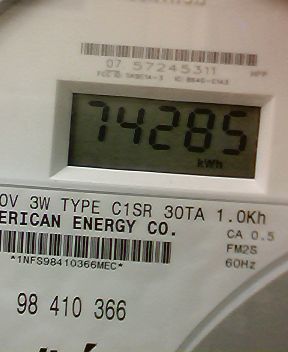 07 57245311
74285
kWh
0V 3W TYPE C1SR 30TA 1.0Kh
ERICAN ENERGY CO.
CA 0.5
FM2S
*1NFS98410366MEC*
60Hz
98 410 366